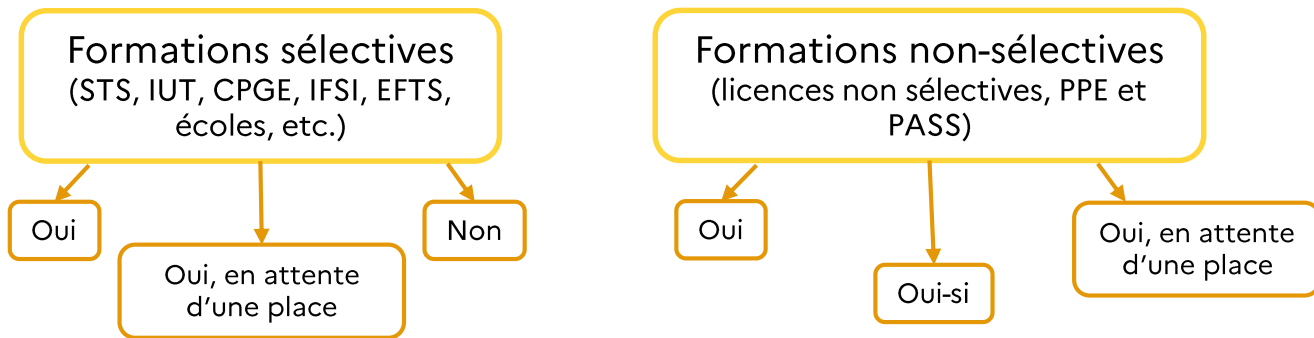 Formations sélectives
(STS, IUT, CPGE, IFSI, EFTS,
écoles, etc.)
Oui
Oui, en attente
d’une place
Non
Formations non-sélectives
(licences non sélectives, PPE et
PASS)
Oui
Oui-si
Oui, en attente
d’une place